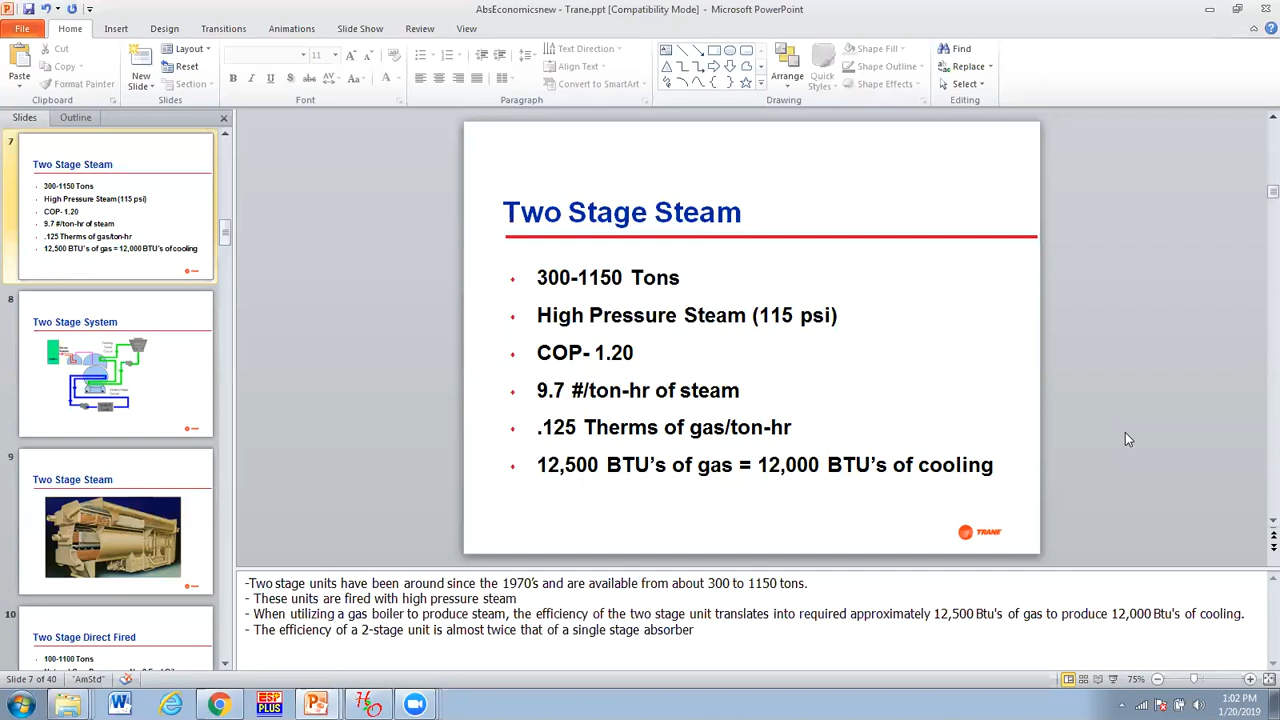 AbsEconomicsnew - Trane.ppt [Compatibility Mode] - Microsoft PowerPoint
File Home Insert Design Transitions Animations Slide Show Review View
Paste
Cut
Copy
Format Painter
Clipboard
New
Slide
Layout
Reset
Section
Slides
11
B I U S abc AV Aa A
Font
Text Direction
Align Text
Convert to SmartArt
Paragraph
Arrange
Quick
Styles
Shape Fill
Shape Outline
Shape Effects
Drawing
Find
Replace
Select
Editing
Slides Outline
7
Two Stage Steam
300-1150 Tons
High Pressure Steam (115 psi)
COP- 1.20
9.7 #/ton-hr of steam
.125 Therms of gas/ton-hr
12,500 BTU's of gas = 12,000 BTU's of cooling
8
Two Stage System
9
Two Stage Steam
10
Two Stage Direct Fired
100-1100 Tons
Two Stage Steam
300-1150 Tons
High Pressure Steam (115 psi)
COP- 1.20
9.7 #/ton-hr of steam
.125 Therms of gas/ton-hr
12,500 BTU's of gas = 12,000 BTU's of cooling
TRANE
-Two stage units have been around since the 1970's and are available from about 300 to 1150 tons.
- These units are fired with high pressure steam
- When utilizing a gas boiler to produce steam, the efficiency of the two stage unit translates into required approximately 12,500 Btu's of gas to produce 12,000 Btu's of cooling.
- The efficiency of a 2-stage unit is almost twice that of a single stage absorber
Slide 7 of 40 "AmStd" 75%
ESP
PLUS
1:02 PM
1/20/2019